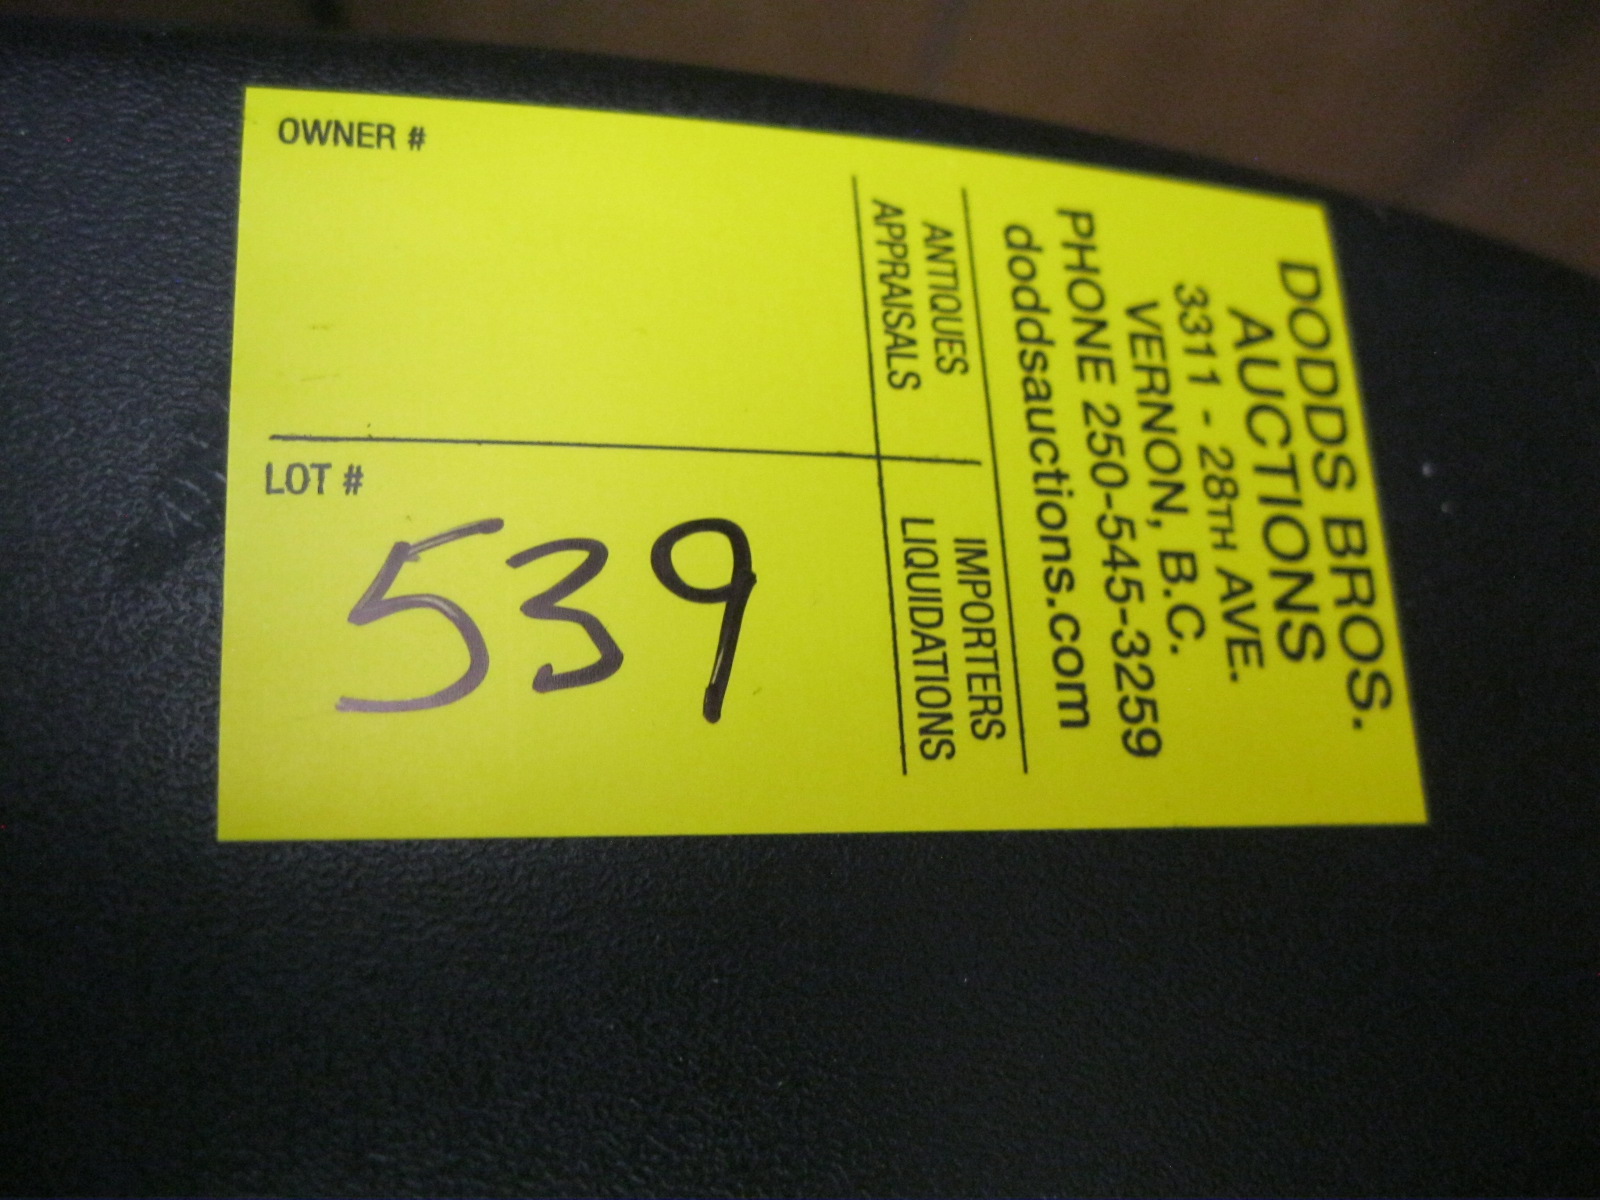 DODDS BROS.
AUCTIONS
3311 - 28TH AVE.
VERNON, B.C.
PHONE 250-545-3259
doddsauctions.com
ANTIQUES
APPRAISALS
IMPORTERS
LIQUIDATIONS
OWNER #
LOT #
539